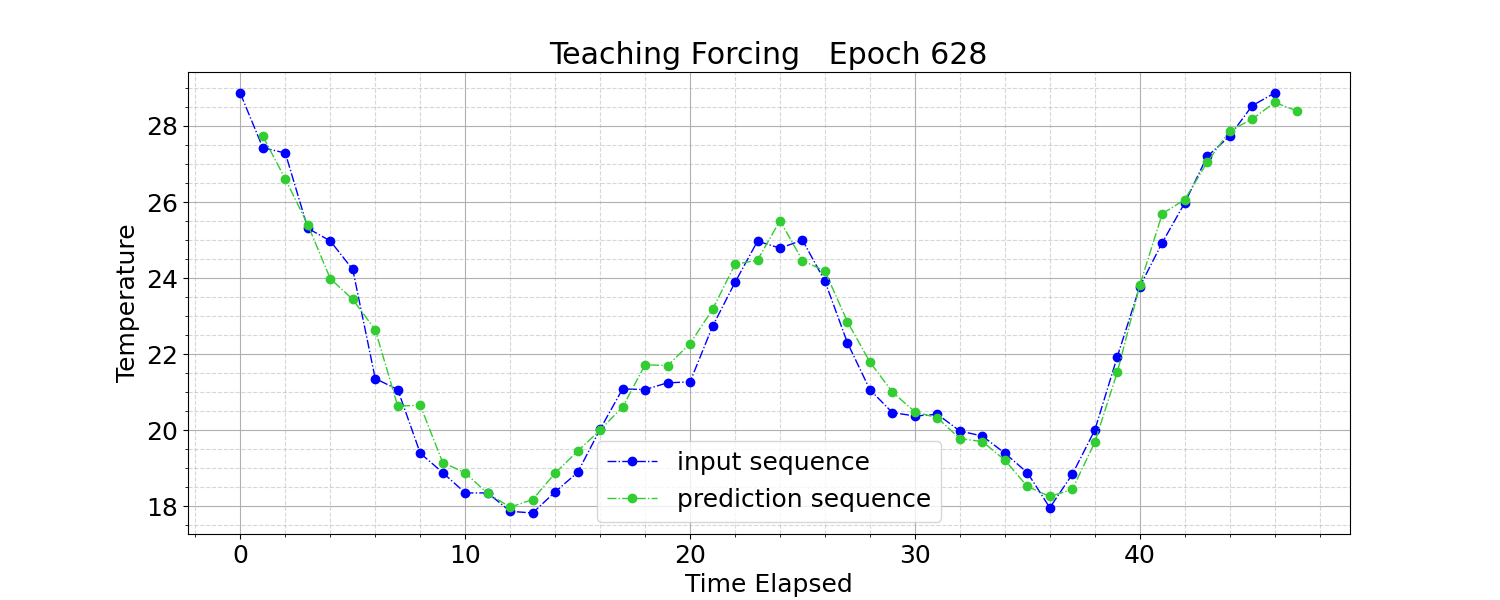 Teaching Forcing   Epoch 628
Temperature
28
26
24
22
20
18
input sequence
prediction sequence
0 10 20 30 40
Time Elapsed